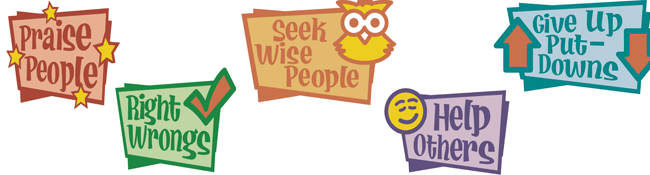 Praise
People
Right
Wrongs
Seek
Wise
People
Help
Others
Give Up
Put-
Downs